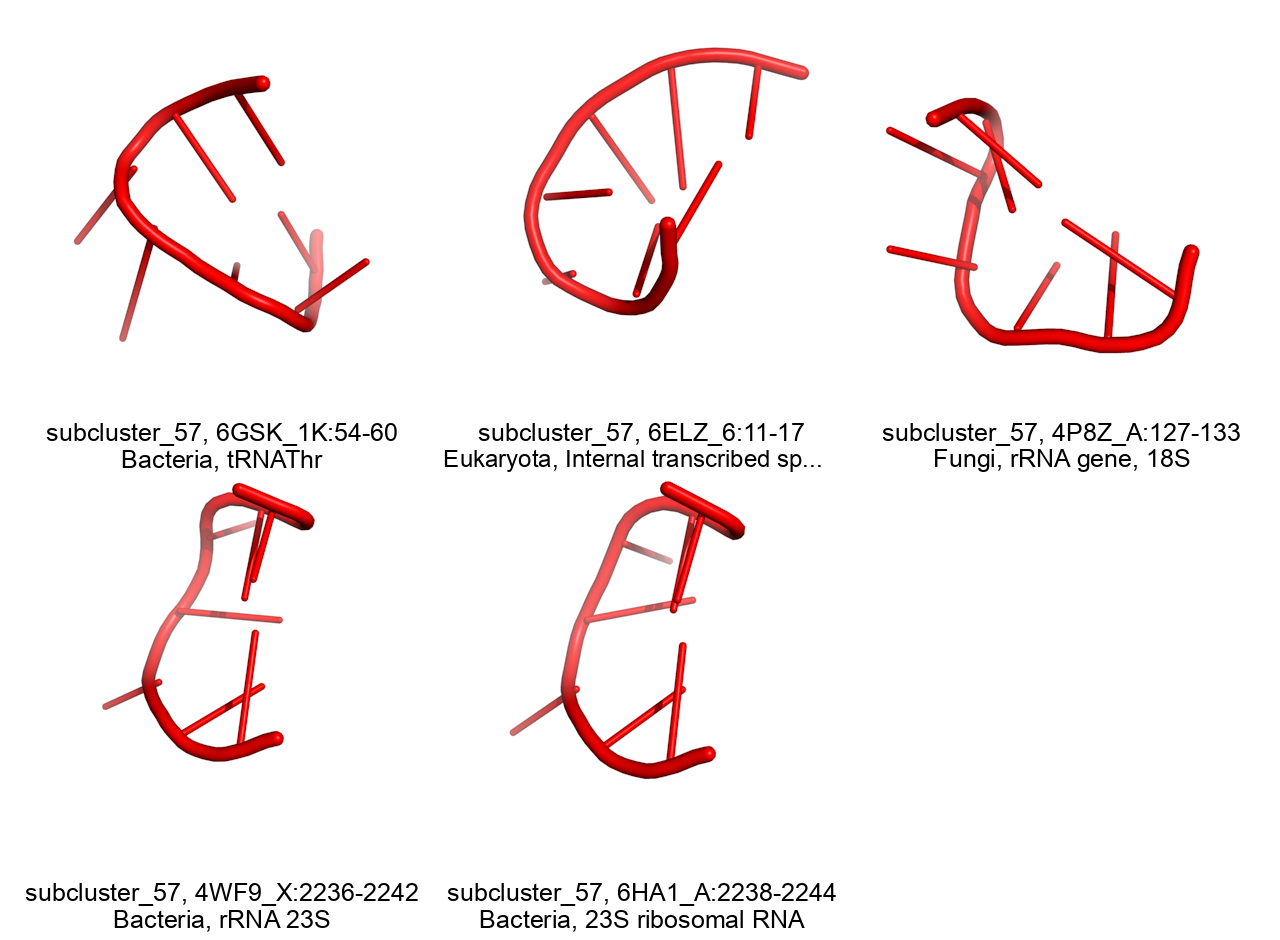 subcluster_57, 6GSK_1K:54-60
Bacteria, tRNAThr
subcluster_57, 6ELZ_6:11-17
Eukaryota, Internal transcribed sp...
subcluster_57, 4P8Z_A:127-133
Fungi, rRNA gene, 18S
subcluster_57, 4WF9_X:2236-2242
Bacteria, rRNA 23S
subcluster_57, 6HA1_A:2238-2244
Bacteria, 23S ribosomal RNA